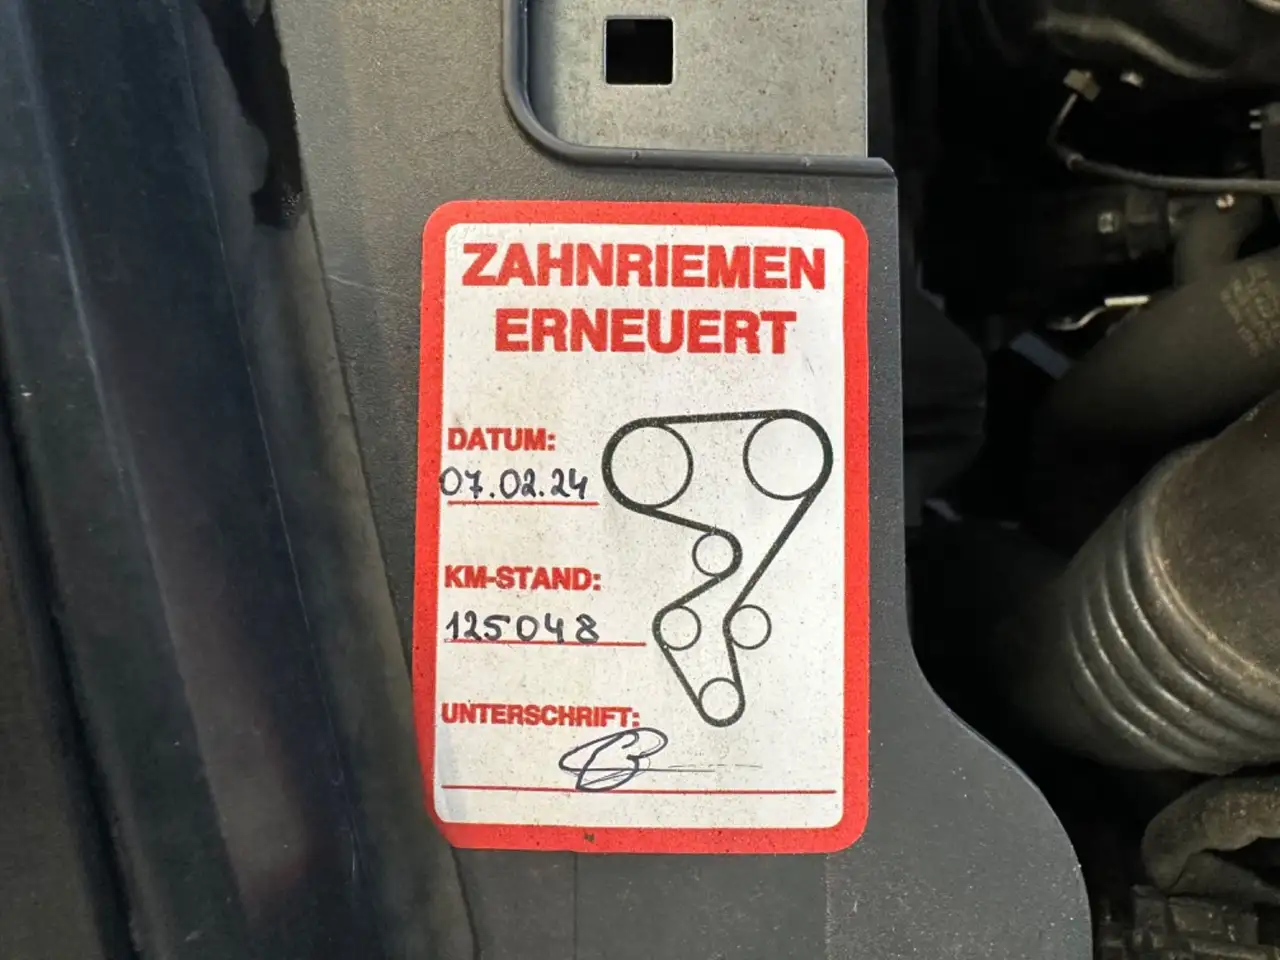 ZAHNRIEMEN
ERNEUERT
DATUM:
07.02.24
KM-STAND:
125048
UNTERSCHRIFT: